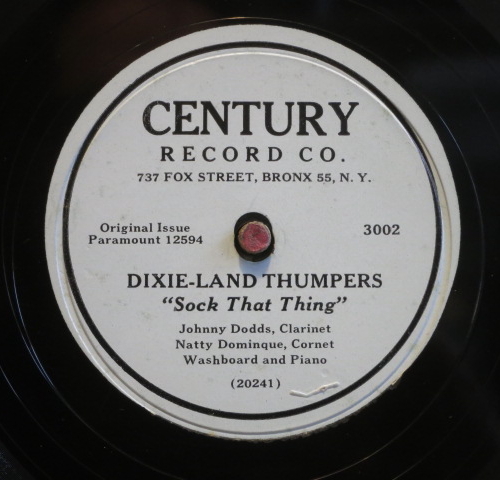 CENTURY
RECORD CO.
737 FOX STREET, BRONX 55, N. Y.
Original Issue
Paramount 12594
3002
DIXIE-LAND THUMPERS
"Sock That Thing"
Johnny Dodds, Clarinet
Natty Dominque, Cornet
Washboard and Piano
(20241)